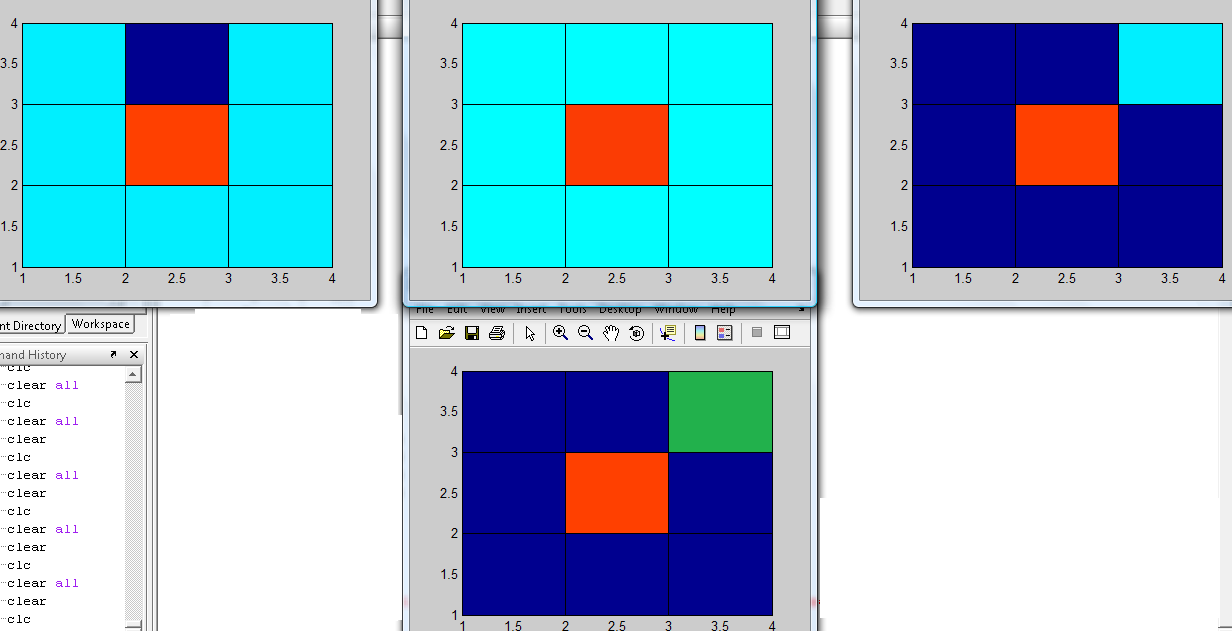 4
3.5
3
2.5
2
1.5
1
1 1.5 2 2.5 3 3.5 4
4
3.5
3
2.5
2
1.5
1
1 1.5 2 2.5 3 3.5 4
4
3.5
3
2.5
2
1.5
1
1 1.5 2 2.5 3 3.5 4
File Edit View Insert Tools Desktop Window Help
4
3.5
3
2.5
2
1.5
1
1 1.5 2 2.5 3 3.5 4
nt Directory Workspace
mand History
clc
clear all
clc
clear all
clear
clc
clear all
clear
clc
clear all
clear
clc
clear all
clear
clc